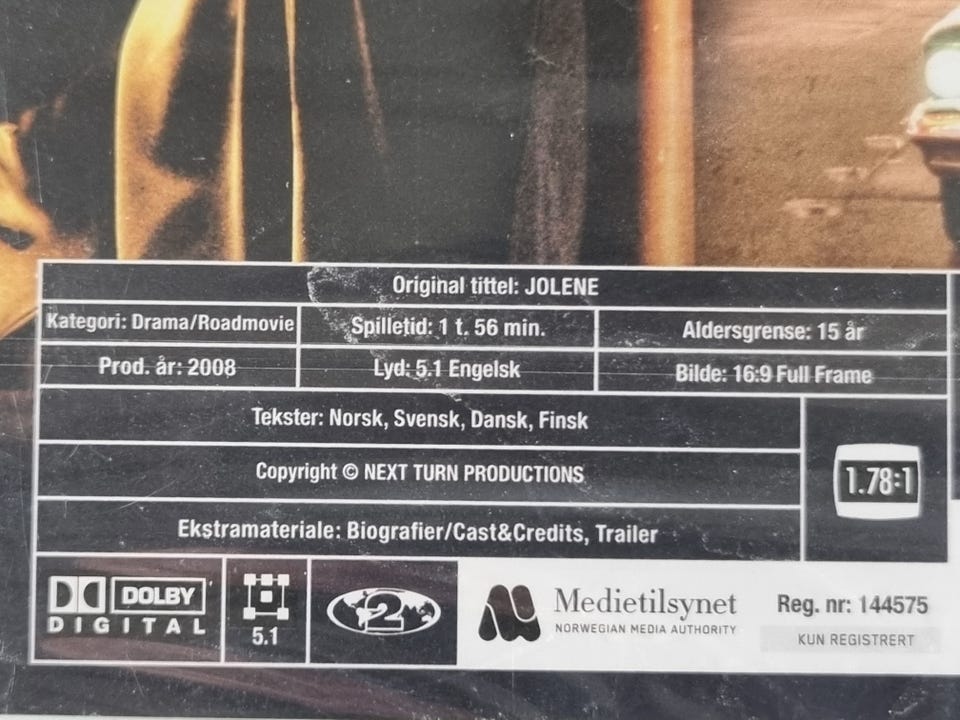 Original tittel: JOLENE
Kategori: Drama/Roadmovie
Spilletid: 1 t. 56 min.
Aldersgrense: 15 år
Prod. år: 2008
Lyd: 5.1 Engelsk
Bilde: 16:9 Full Frame
Tekster: Norsk, Svensk, Dansk, Finsk
Copyright © NEXT TURN PRODUCTIONS
1.78:1
Ekstramateriale: Biografier/Cast&Credits, Trailer
DOLBY
DIGITAL
5.1
2
Medietilsynet
NORWEGIAN MEDIA AUTHORITY
Reg. nr: 144575
KUN REGISTRERT